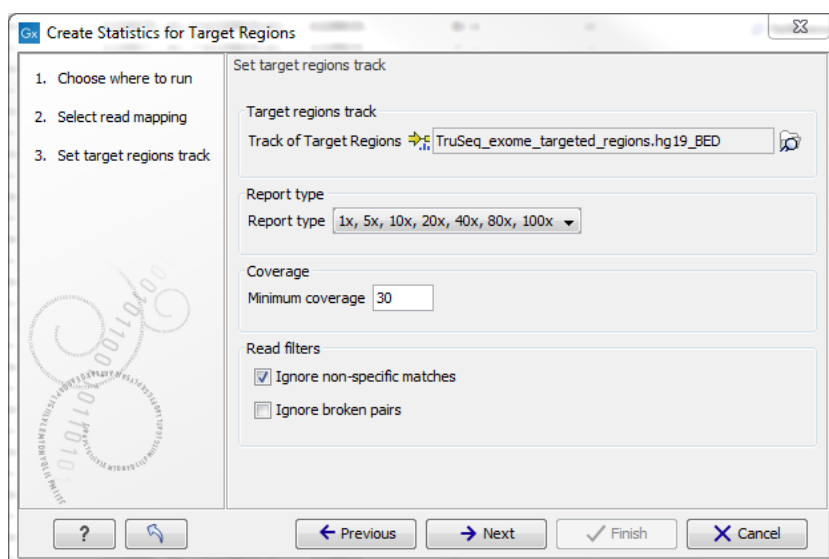 Gx Create Statistics for Target Regions
1. Choose where to run
2. Select read mapping
3. Set target regions track
Set target regions track
Target regions track
Track of Target Regions TruSeq_exome_targeted_regions.hg19_BED
Report type
Report type 1x, 5x, 10x, 20x, 40x, 80x, 100x
Coverage
Minimum coverage 30
Read filters
Ignore non-specific matches
Ignore broken pairs
? Previous Next Finish Cancel